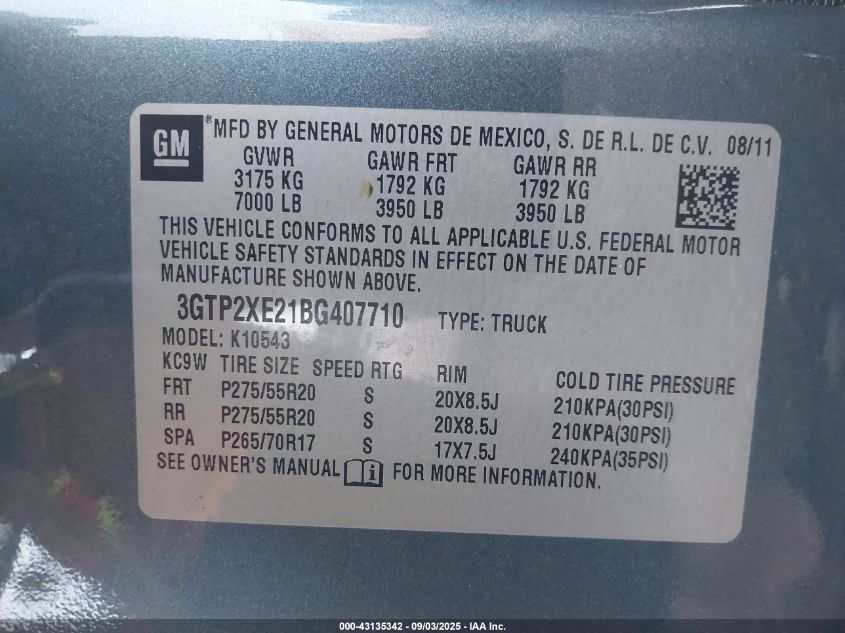 GM
®MFD BY GENERAL MOTORS DE MEXICO, S. DE R.L. DE C.V. 08/11
GVWR GAWR FRT GAWR RR
3175 KG 1792 KG 1792 KG
7000 LB 3950 LB 3950 LB
THIS VEHICLE CONFORMS TO ALL APPLICABLE U.S. FEDERAL MOTOR
VEHICLE SAFETY STANDARDS IN EFFECT ON THE DATE OF
MANUFACTURE SHOWN ABOVE.
3GTP2XE21BG407710 TYPE: TRUCK
MODEL: K10543
KC9W TIRE SIZE SPEED RTG RIM COLD TIRE PRESSURE
FRT P275/55R20 S 20X8.5J 210KPA(30PSI)
RR P275/55R20 S 20X8.5J 210KPA(30PSI)
SPA P265/70R17 S 17X7.5J 240KPA(35PSI)
SEE OWNER'S MANUAL i FOR MORE INFORMATION.
000-43135342 - 09/03/2025 - IAA Inc.